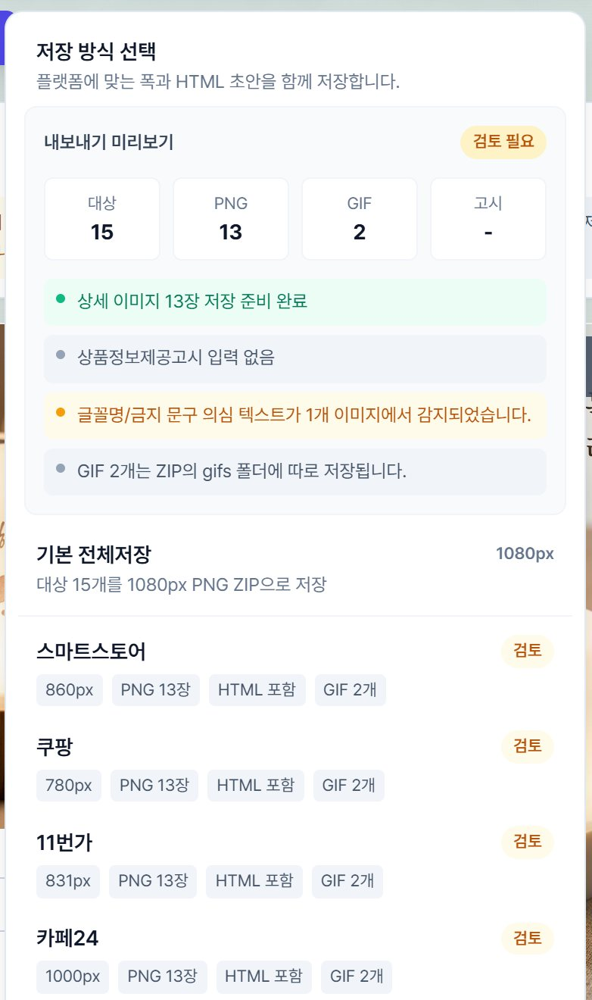 저장 방식 선택
플랫폼에 맞는 폭과 HTML 초안을 함께 저장합니다.
내보내기 미리보기
검토 필요
대상
15
PNG
13
GIF
2
고시
-
상세 이미지 13장 저장 준비 완료
상품정보제공고시 입력 없음
글꼴명/금지 문구 의심 텍스트가 1개 이미지에서 감지되었습니다.
GIF 2개는 ZIP의 gifs 폴더에 따로 저장됩니다.
기본 전체저장
1080px
대상 15개를 1080px PNG ZIP으로 저장
스마트스토어
검토
860px PNG 13장 HTML 포함 GIF 2개
쿠팡
검토
780px PNG 13장 HTML 포함 GIF 2개
11번가
검토
831px PNG 13장 HTML 포함 GIF 2개
카페24
검토
1000px PNG 13장 HTML 포함 GIF 2개